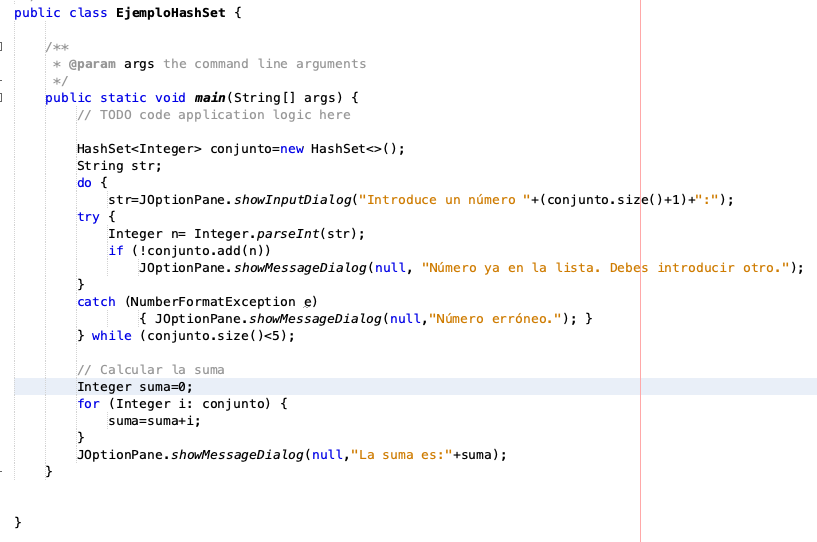 public class EjemploHashSet {
/**
* @param args the command line arguments
*/
public static void main(String[] args) {
// TODO code application logic here
HashSet<Integer> conjunto=new HashSet<>();
String str;
do {
str=JOptionPane.showInputDialog("Introduce un número "+(conjunto.size()+1)+":");
try {
Integer n= Integer.parseInt(str);
if (!conjunto.add(n))
JOptionPane.showMessageDialog(null, "Número ya en la lista. Debes introducir otro.");
}
catch (NumberFormatException e)
{ JOptionPane.showMessageDialog(null,"Número erróneo."); }
} while (conjunto.size()<5);
// Calcular la suma
Integer suma=0;
for (Integer i: conjunto) {
suma=suma+i;
}
JOptionPane.showMessageDialog(null,"La suma es:"+suma);
}
}